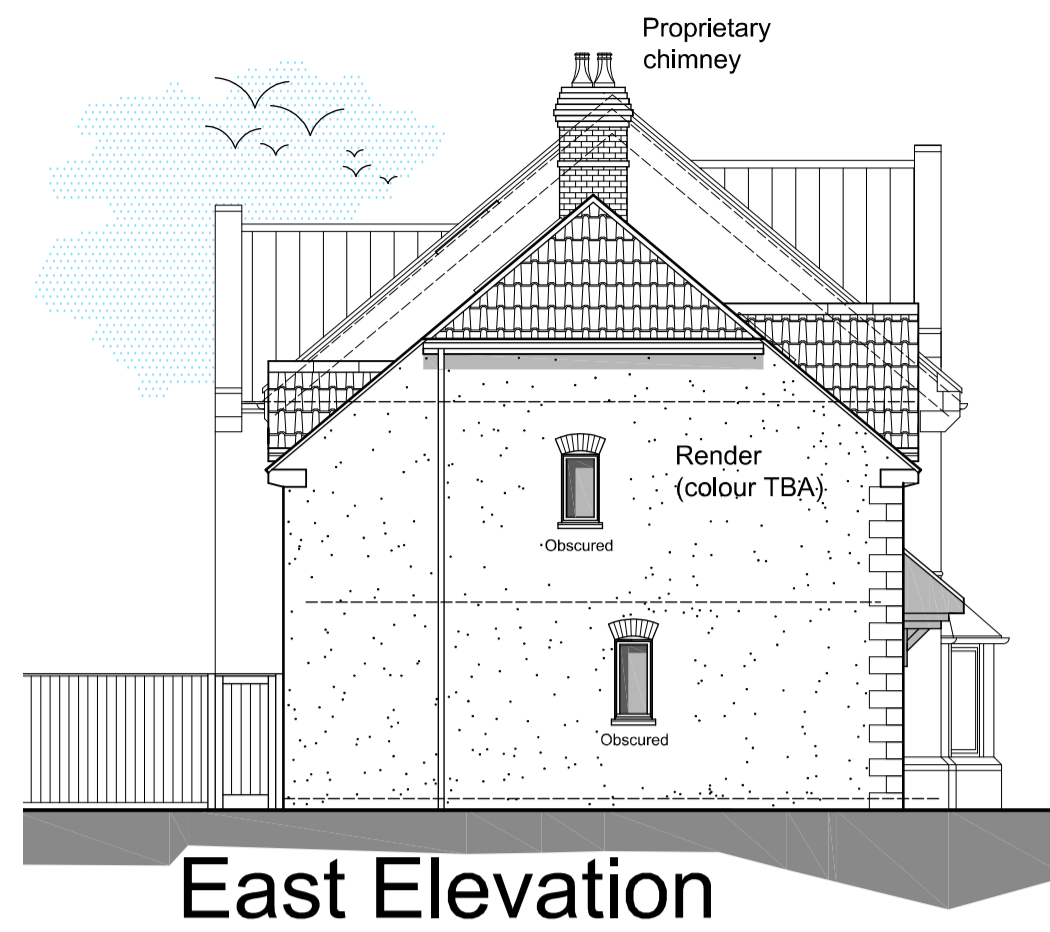 Proprietary
chimney
Render
(colour TBA)
Obscured
Obscured
East Elevation